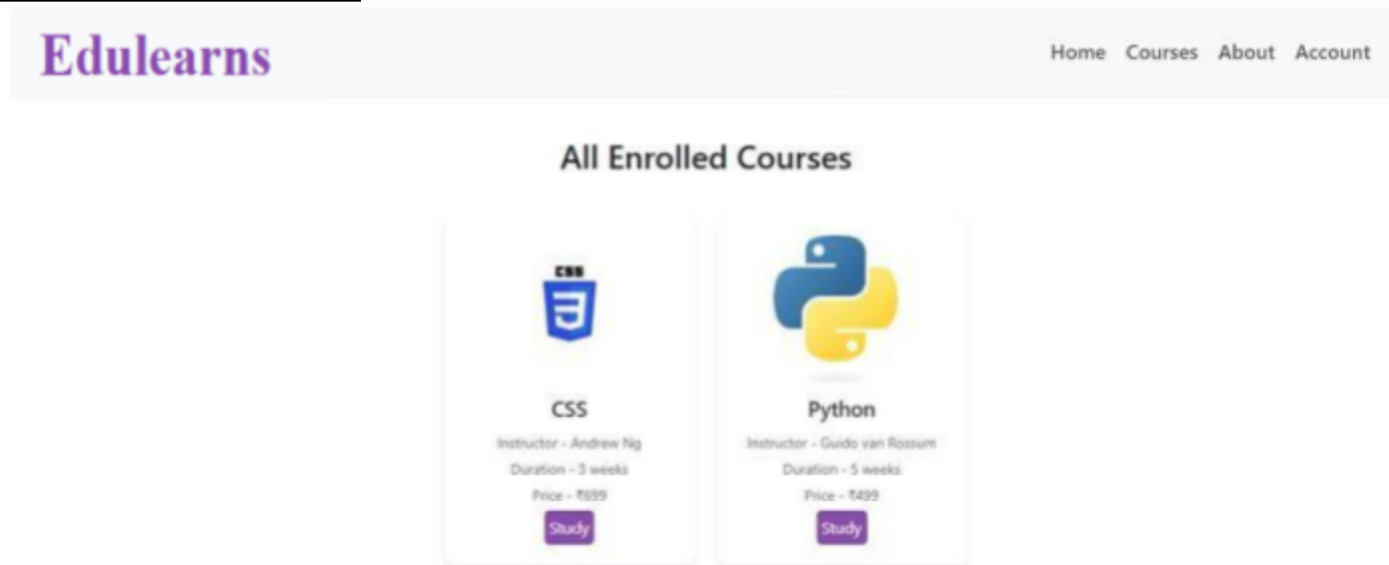 Edulearns
Home Courses About Account
All Enrolled Courses
CSS
CSS
Instructor - Andrew Ng
Duration - 3 weeks
Price - ₹699
Study
Python
Instructor - Guido van Rossum
Duration - 5 weeks
Price - ₹499
Study